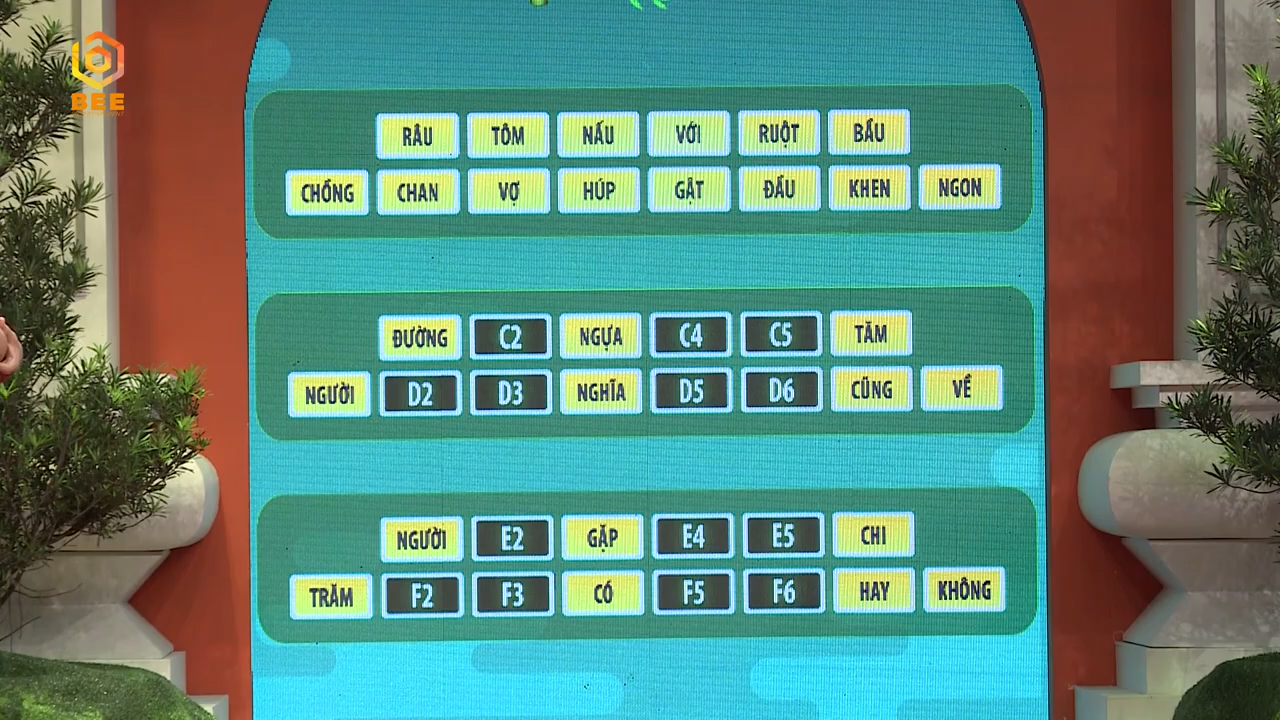 BEE
RÂU TÔM NẤU VỚI RUỘT BẦU
CHỒNG CHAN VỢ HÚP GẬT ĐẦU KHEN NGON
ĐƯỜNG C2 NGỰA C4 C5 TĂM
NGƯỜI D2 D3 NGHĨA D5 D6 CŨNG VỀ
NGƯỜI E2 GẶP E4 E5 CHI
TRĂM F2 F3 CÓ F5 F6 HAY KHÔNG